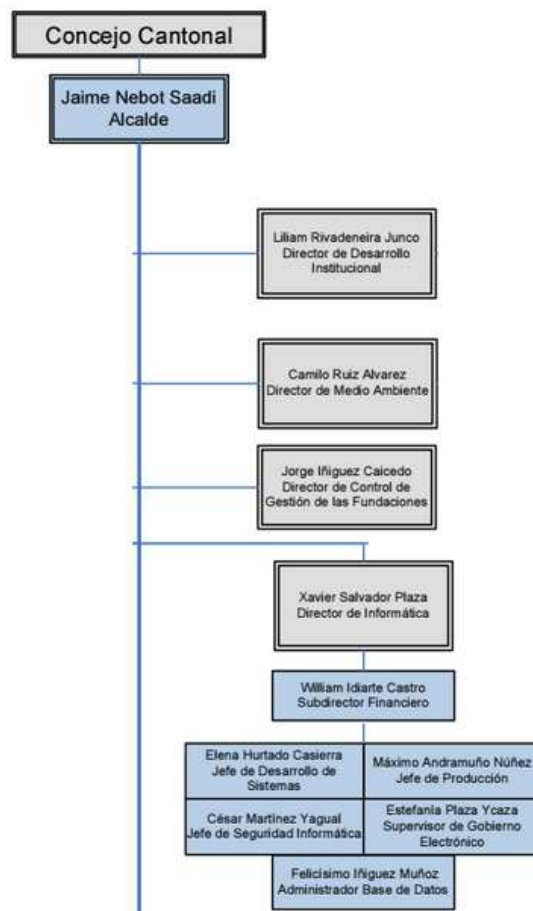 Concejo Cantonal
Jaime Nebot Saadi
Alcalde
Liliam Rivadeneira Junco
Director de Desarrollo
Institucional
Camilo Ruiz Alvarez
Director de Medio Ambiente
Jorge Iñiguez Caicedo
Director de Control de
Gestión de las Fundaciones
Xavier Salvador Plaza
Director de Informática
William Idiarte Castro
Subdirector Financiero
Elena Hurtado Casierra
Jefe de Desarrollo de
Sistemas
Máximo Andramuño Núñez
Jefe de Producción
César Martínez Yagual
Jefe de Seguridad Informática
Estefanía Plaza Ycaza
Supervisor de Gobierno
Electrónico
Felicísimo Iñiguez Muñoz
Administrador Base de Datos